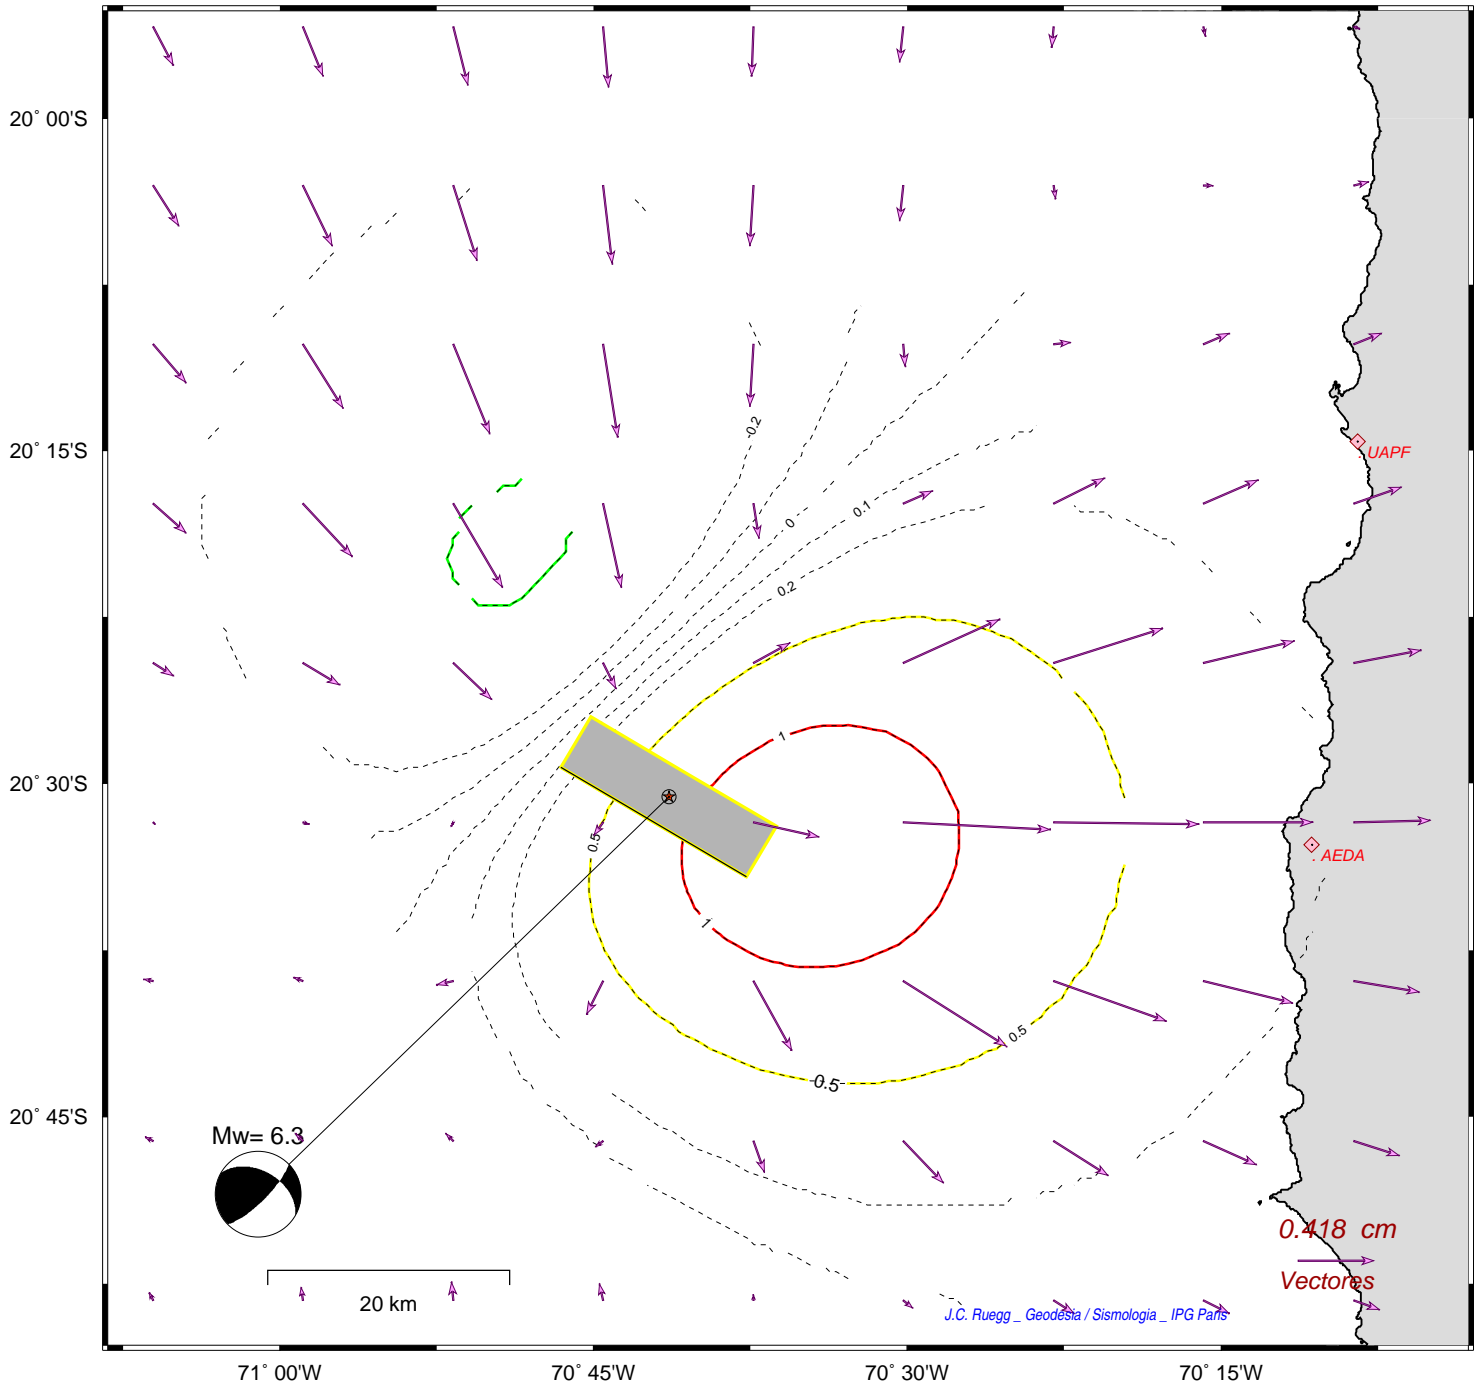 20° 00'S
-0.2
20° 15'S
UAPF
0
0.1
0.2
1
20° 30'S
0.5
AEDA
1
0.5
0.5
20° 45'S
Mw= 6.3
0.418 cm
Vectores
20 km
J.C. Ruegg _ Geodesia / Sismologia _ IPG Paris
71° 00'W
70° 45'W
70° 30'W
70° 15'W